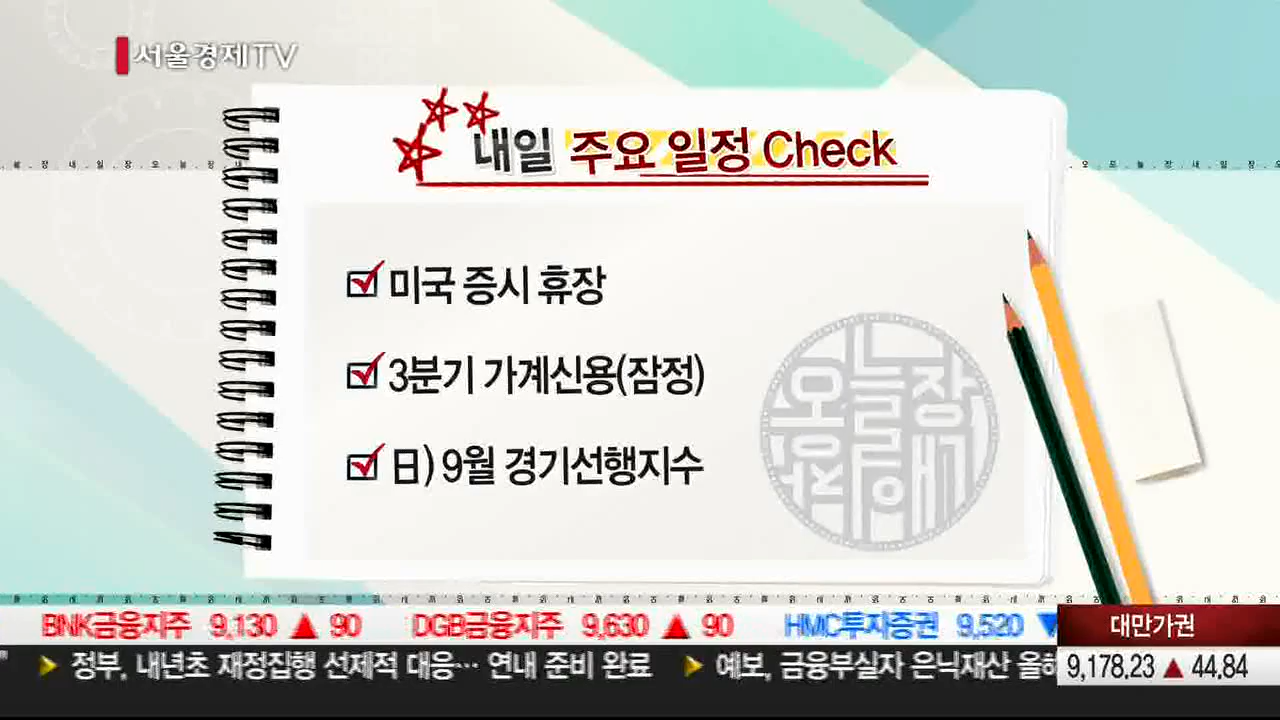 서울경제TV
내일 주요 일정 Check
미국 증시 휴장
3분기 가계신용(잠정)
日) 9월 경기선행지수
오늘장
내일장
BNK금융지주 9,130 ▲ 90 DGB금융지주 9,630 ▲ 90 HMC투자증권 9,520 ▼
대만가권
9,178.23 ▲ 44.84
" ▶ 정부, 내년초 재정집행 선제적 대응… 연내 준비 완료 ▶ 예보, 금융부실자 은닉재산 올해